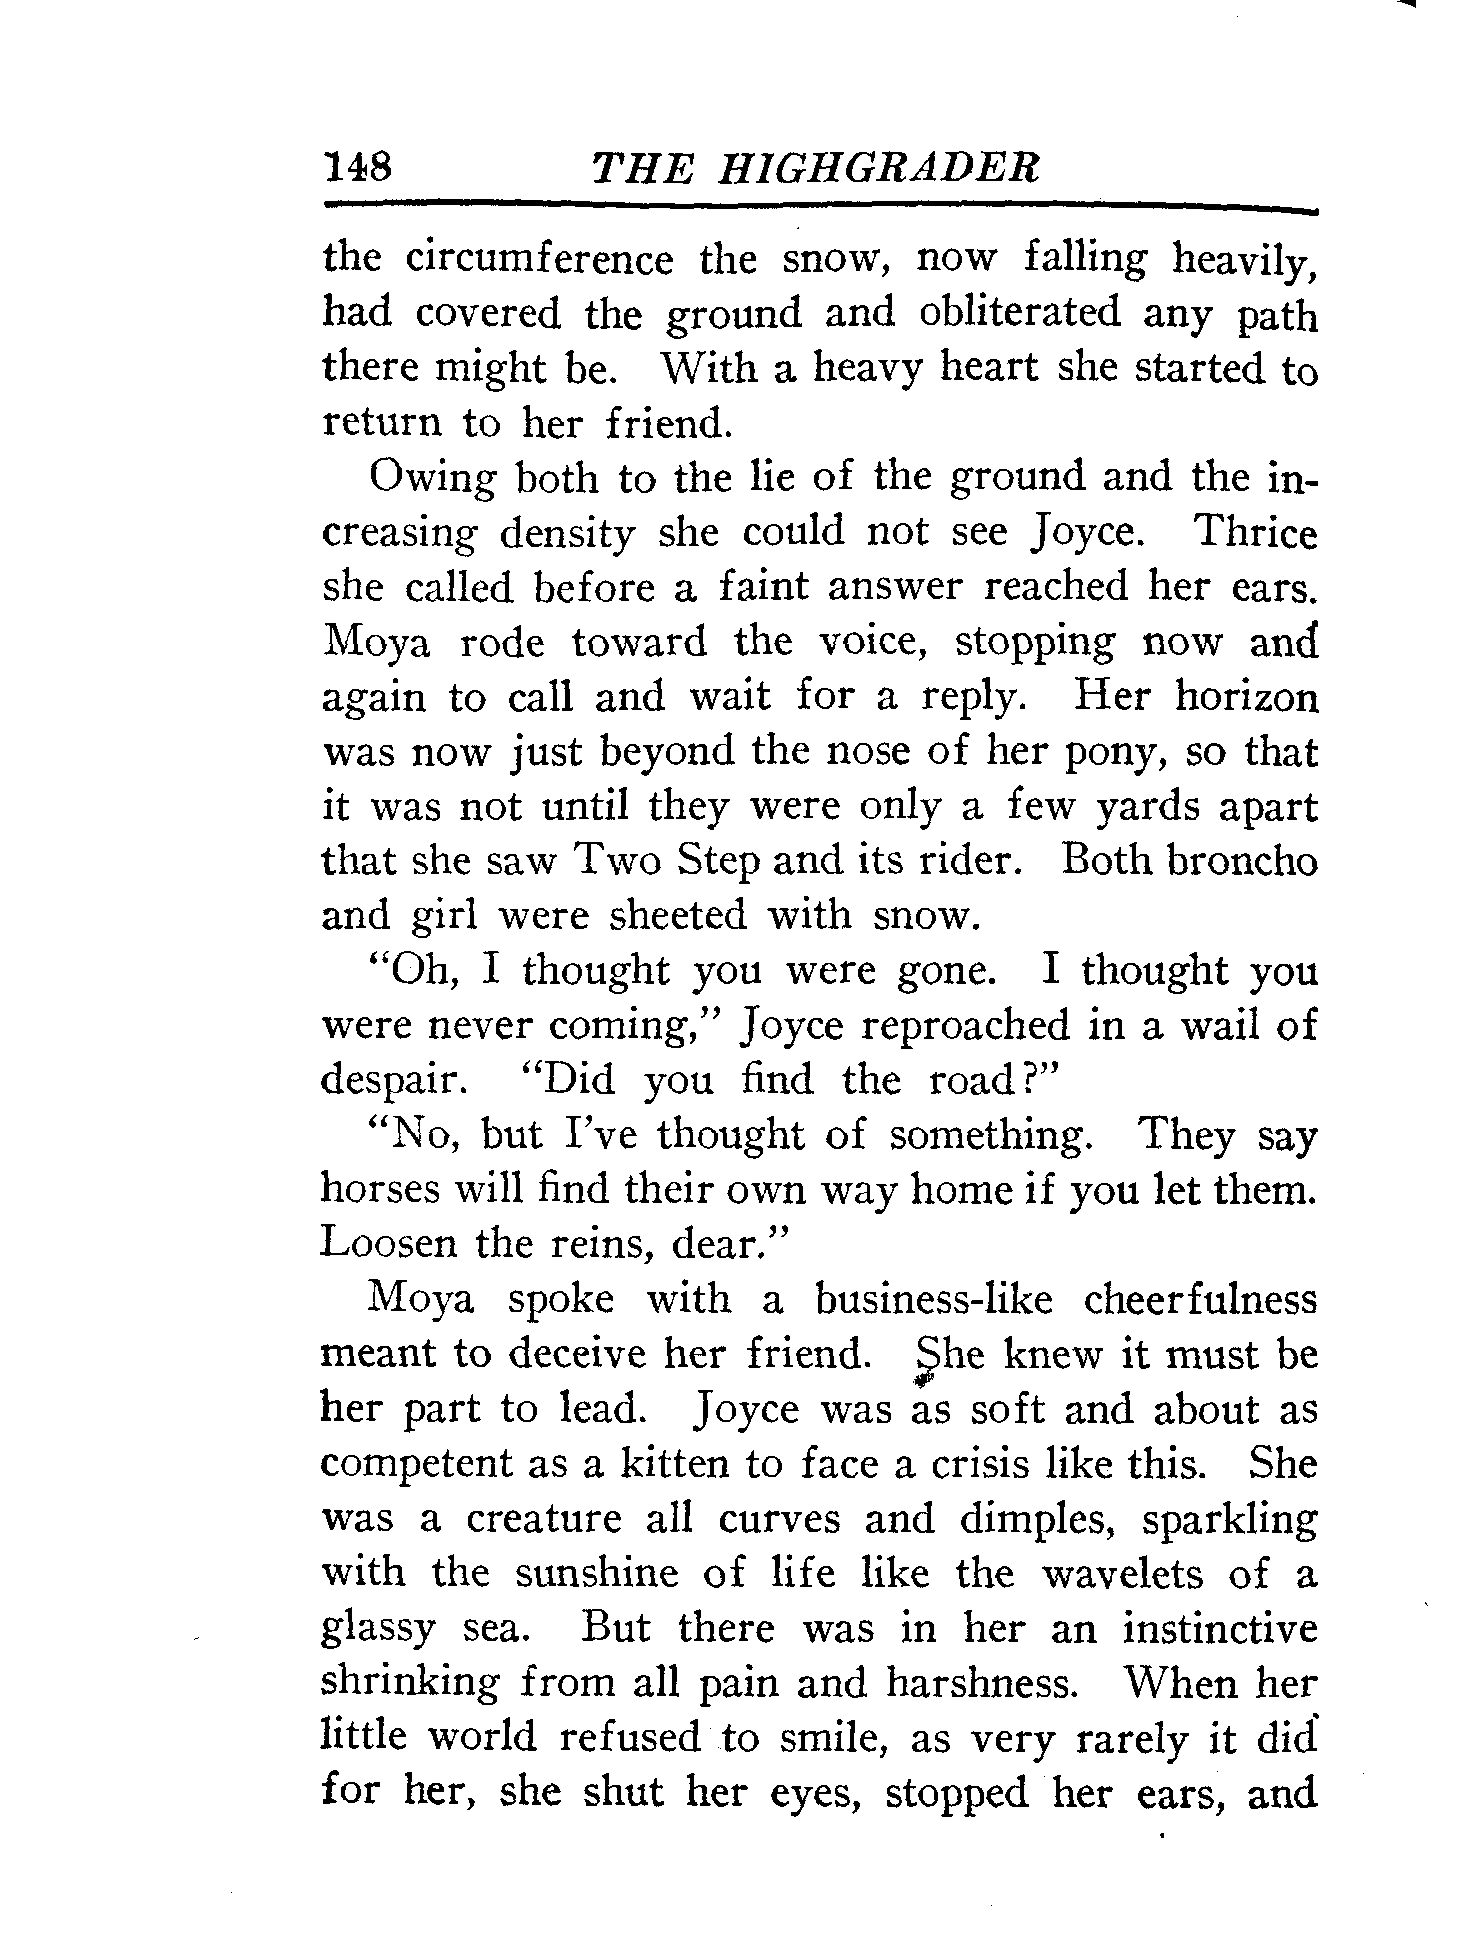 148 THE HIGHGRADER
the circumference the snow, now falling heavily,
had covered the ground and obliterated any path
there might be. With a heavy heart she started to
return to her friend.
Owing both to the lie of the ground and the in-
creasing density she could not see Joyce. Thrice
she called before a faint answer reached her ears.
Moya rode toward the voice, stopping now and
again to call and wait for a reply. Her horizon
was now just beyond the nose of her pony, so that
it was not until they were only a few yards apart
that she saw Two Step and its rider. Both broncho
and girl were sheeted with snow.
“Oh, I thought you were gone. I thought you
were never coming,” Joyce reproached in a wail of
despair. “Did you find the road?”
“No, but I’ve thought of something. They say
horses will find their own way home if you let them.
Loosen the reins, dear.”
Moya spoke with a business-like cheerfulness
meant to deceive her friend. She knew it must be
her part to lead. Joyce was as soft and about as
competent as a kitten to face a crisis like this. She
was a creature all curves and dimples, sparkling
with the sunshine of life like the wavelets of a
glassy sea. But there was in her an instinctive
shrinking from all pain and harshness. When her
little world refused to smile, as very rarely it did
for her, she shut her eyes, stopped her ears, and